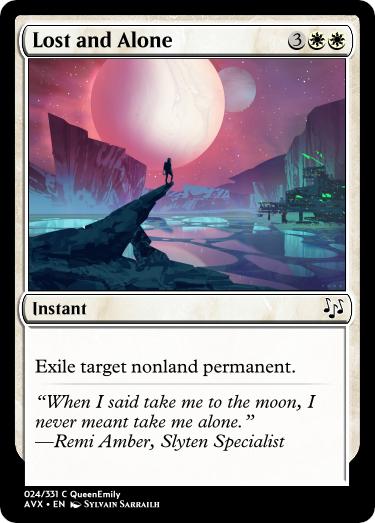 Lost and Alone 3
Instant
Exile target nonland permanent.
“When I said take me to the moon, I
never meant take me alone.”
—Remi Amber, Slyten Specialist
024/331 C QueenEmily
AVX • EN Sylvain Sarrailh